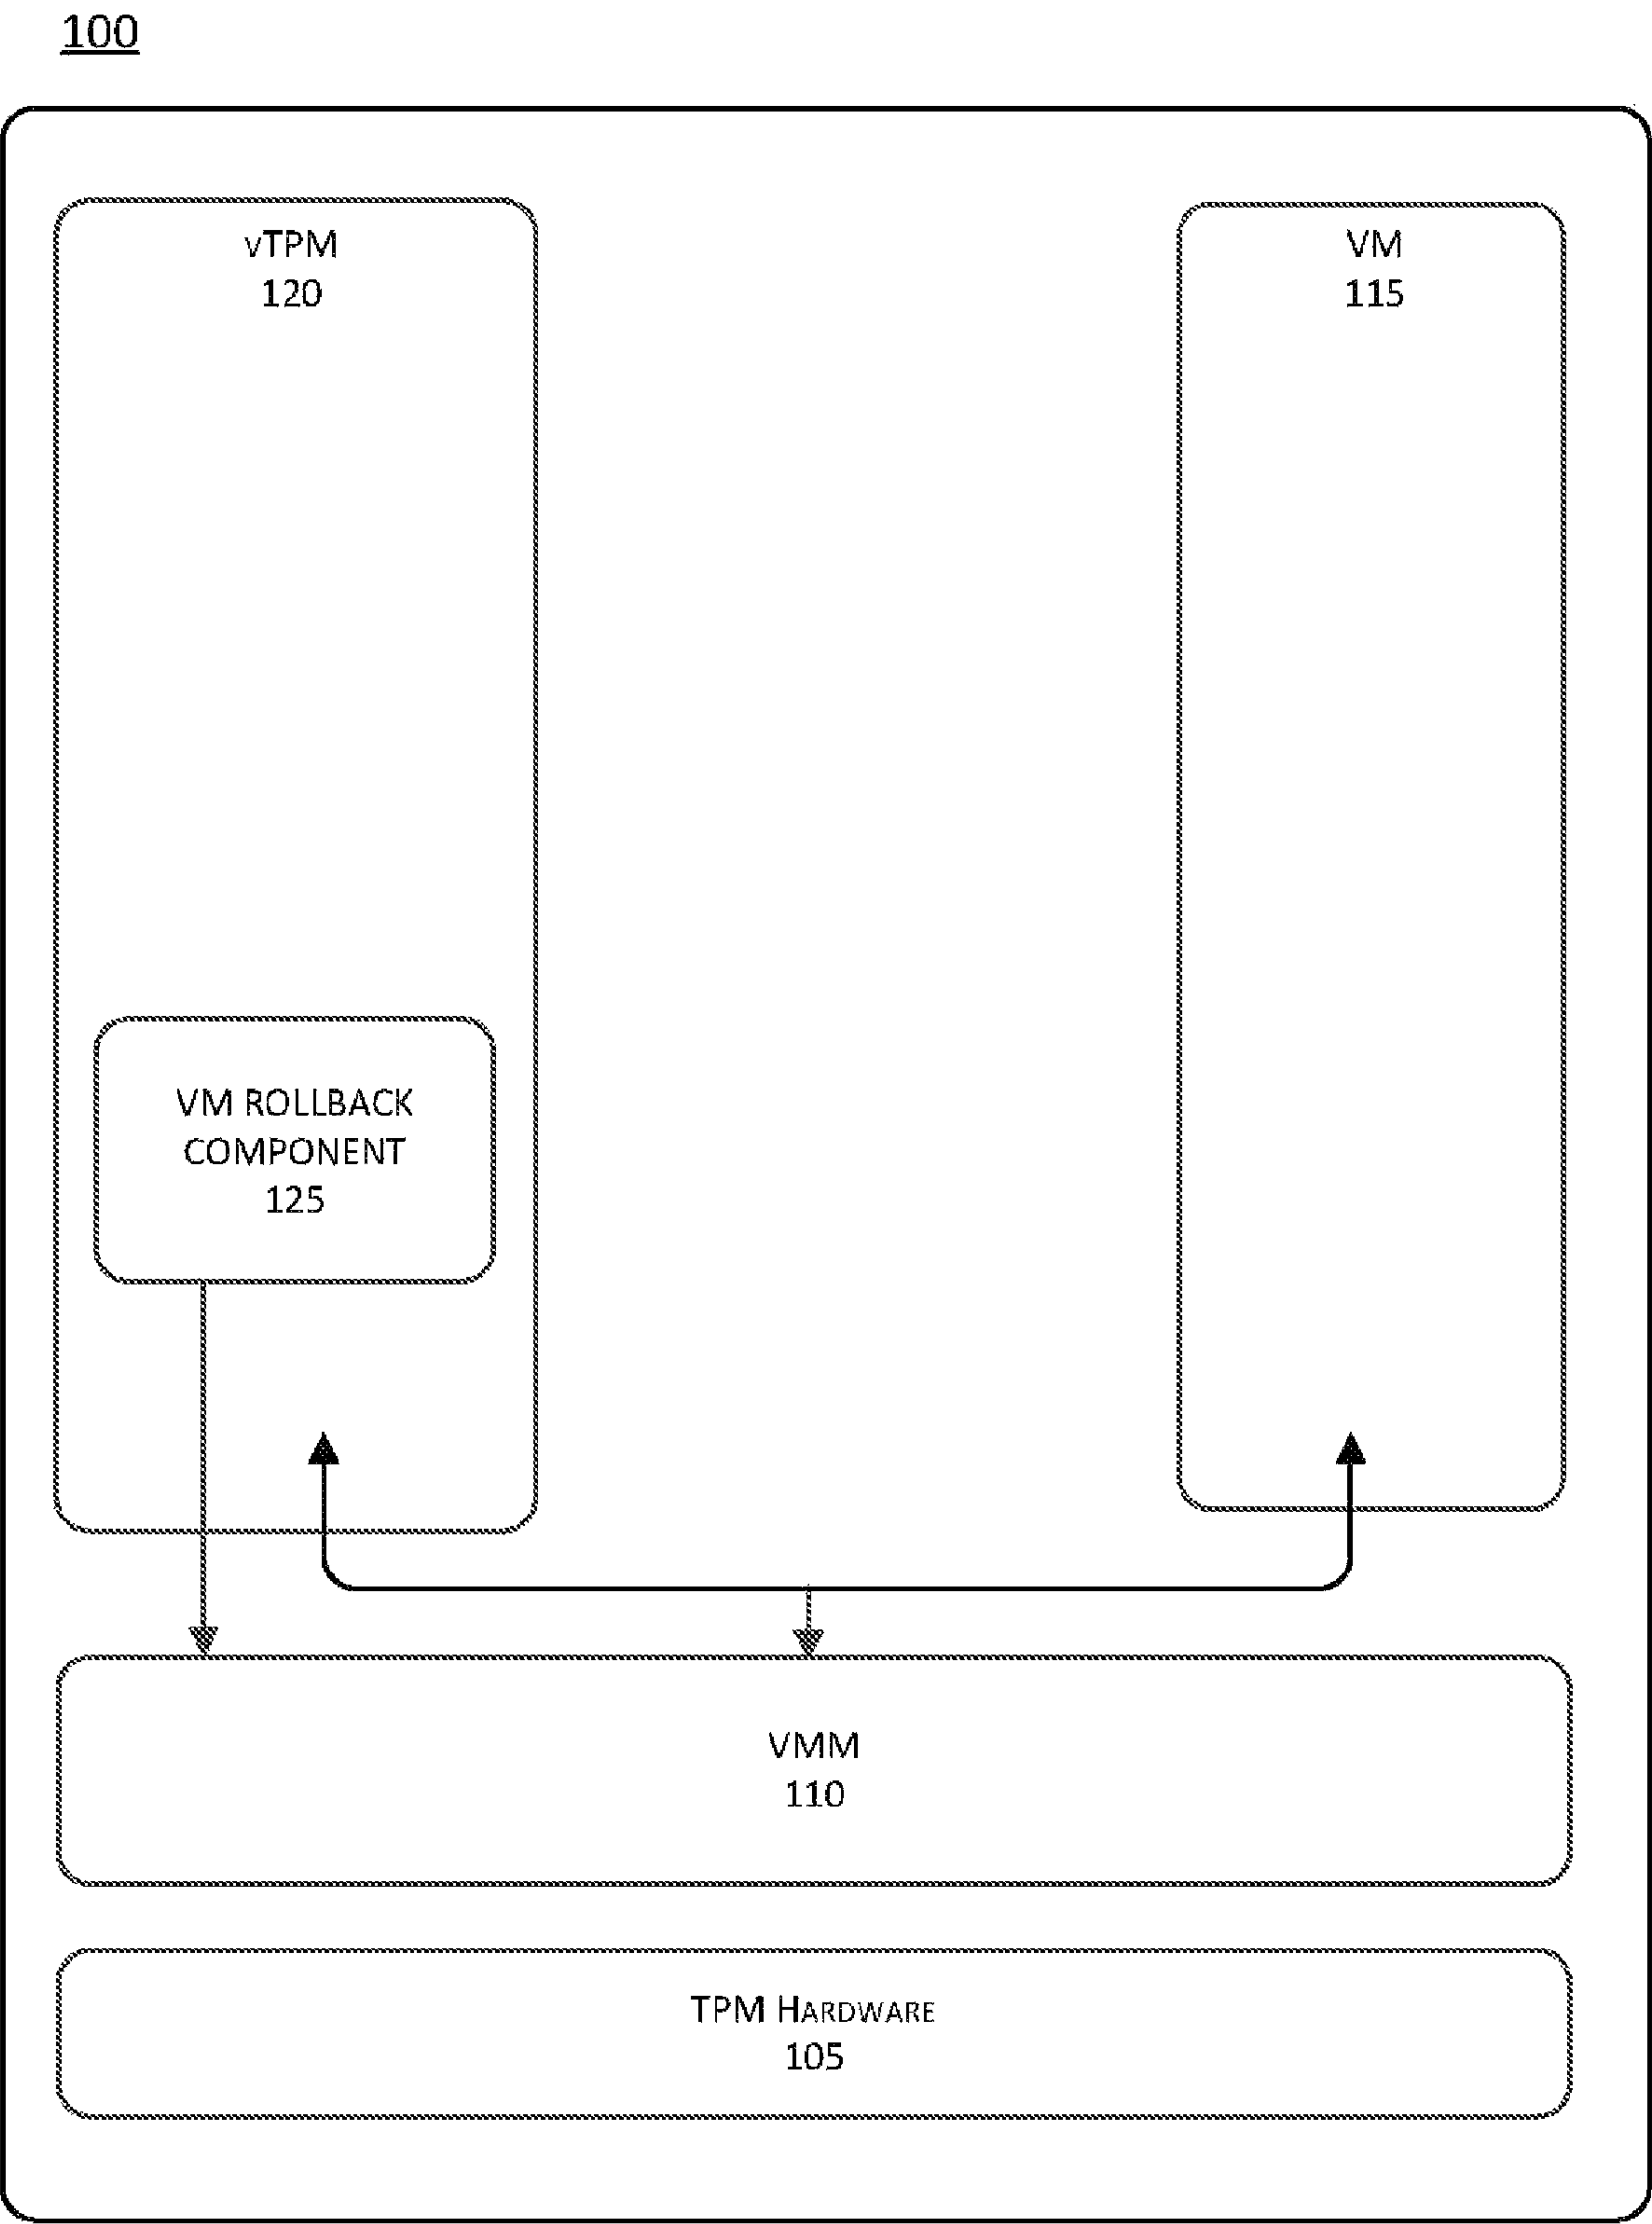 100
vTPM
120
VM
115
VM ROLLBACK
COMPONENT
125
VMM
110
TPM HARDWARE
105